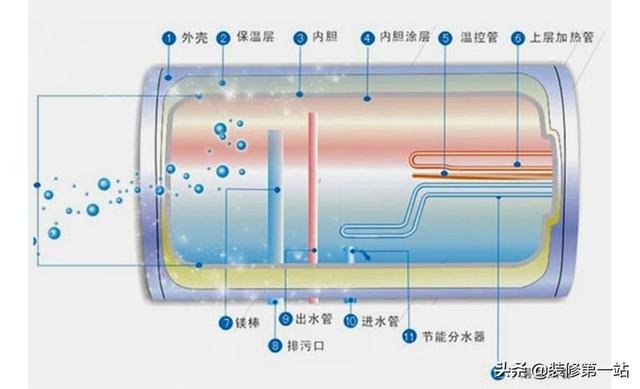 1 外壳
2 保温层
3 内胆
4 内胆涂层
5 温控管
6 上层加热管
7 镁棒
8 排污口
9 出水管
10 进水管
11 节能分水器
头条 @装修第一站